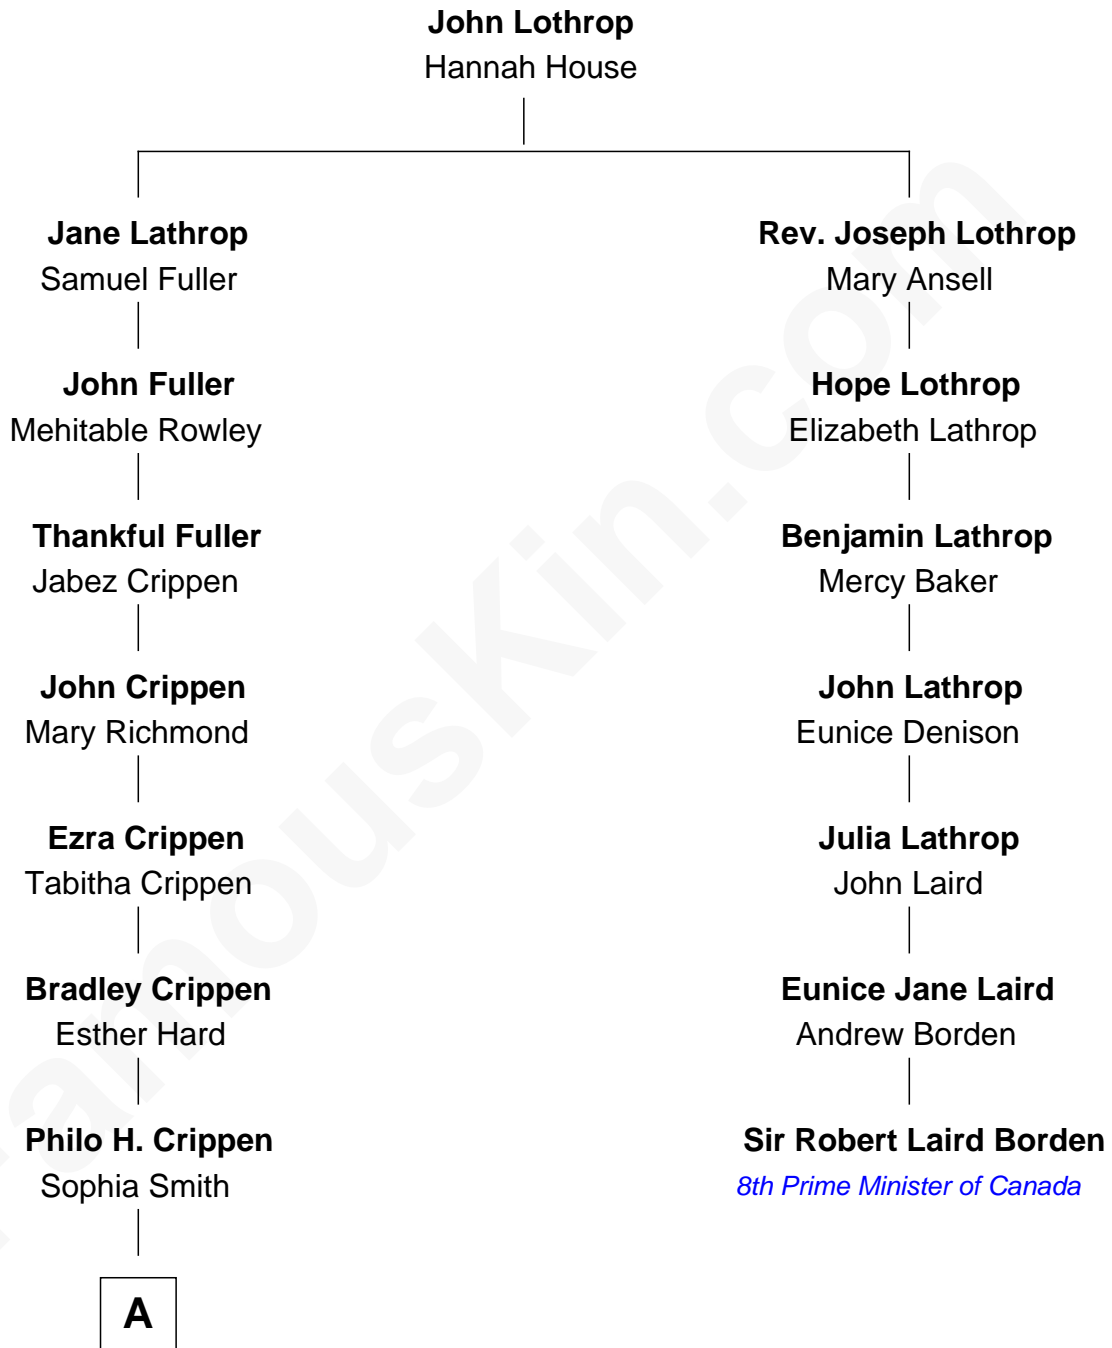 John Lothrop
Hannah House
Jane Lathrop
Samuel Fuller
Rev. Joseph Lothrop
Mary Ansell
John Fuller
Mehitable Rowley
Hope Lothrop
Elizabeth Lathrop
Thankful Fuller
Jabez Crippen
Benjamin Lathrop
Mercy Baker
John Crippen
Mary Richmond
John Lathrop
Eunice Denison
Ezra Crippen
Tabitha Crippen
Julia Lathrop
John Laird
Bradley Crippen
Esther Hard
Eunice Jane Laird
Andrew Borden
Philo H. Crippen
Sophia Smith
Sir Robert Laird Borden
8th Prime Minister of Canada
A
FamousKin.com